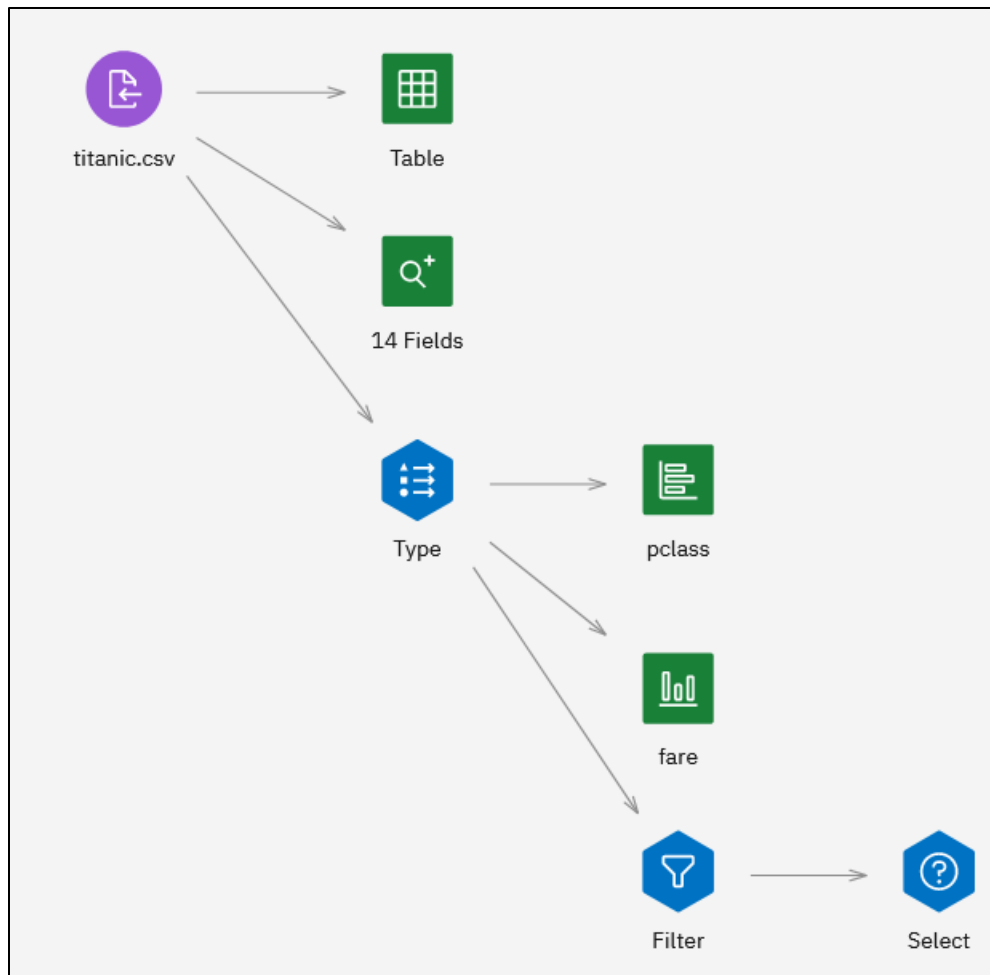 titanic.csv
Table
14 Fields
Type
pclass
fare
Filter
Select